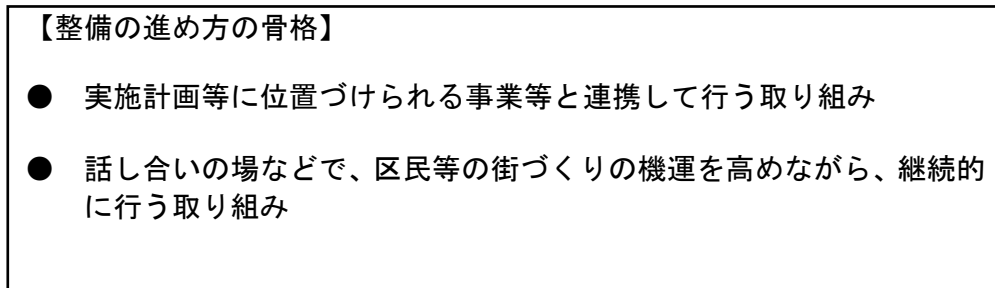 【整備の進め方の骨格】
● 実施計画等に位置づけられる事業等と連携して行う取り組み
● 話し合いの場などで、区民等の街づくりの機運を高めながら、継続的
に行う取り組み